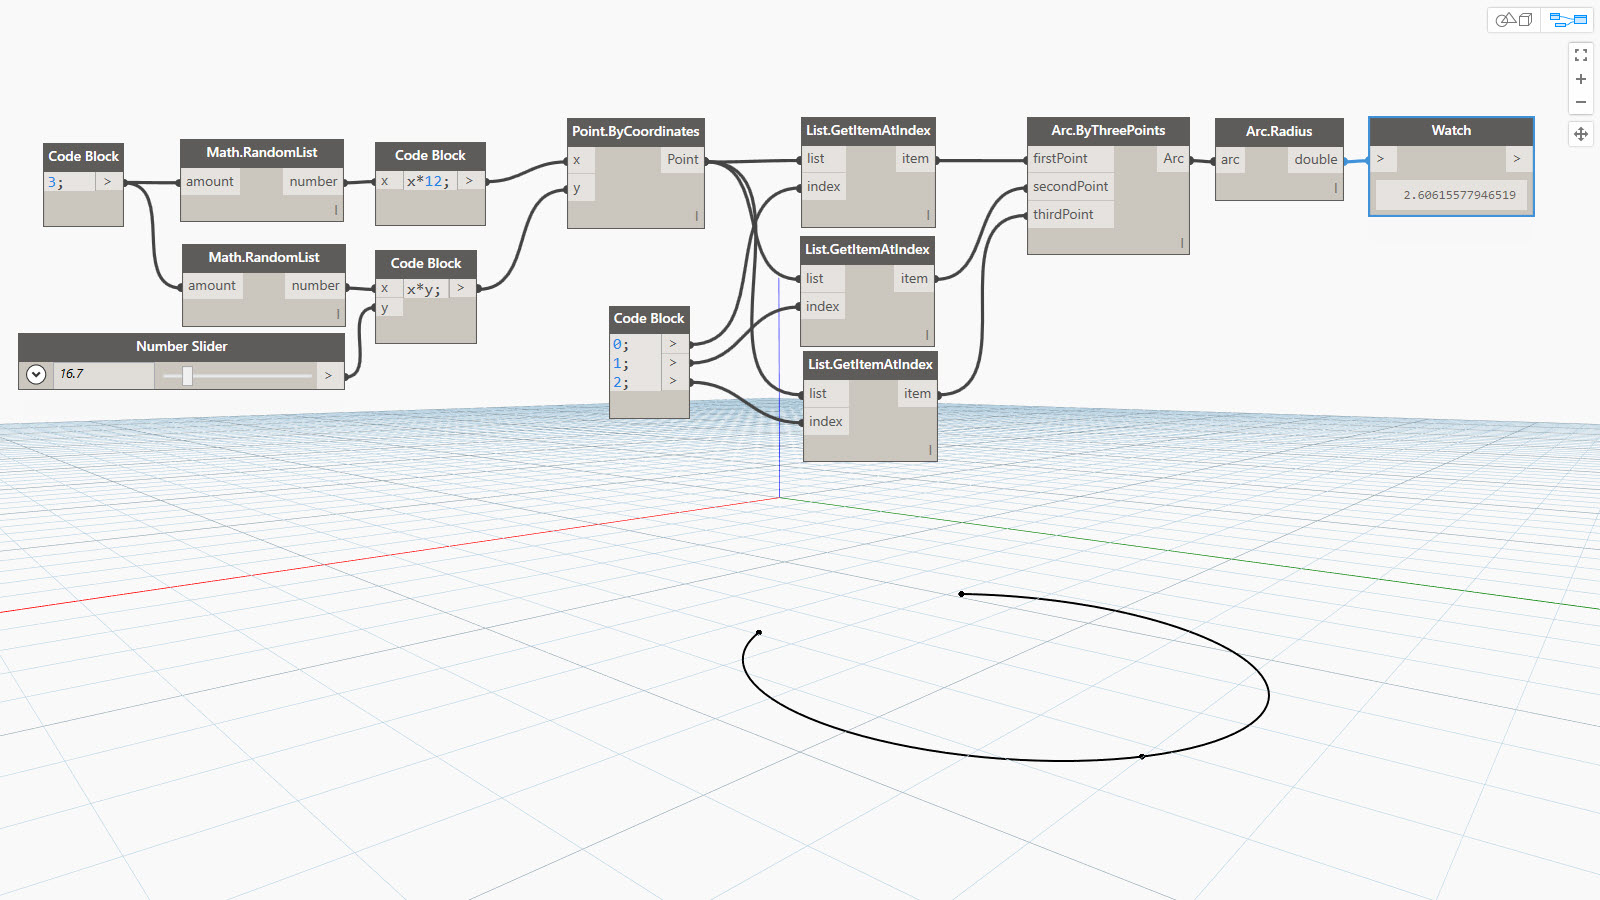 Code Block
3; >
Math.RandomList
amount number
|
Code Block
x x*12; >
Math.RandomList
amount number
|
Code Block
x x*y; >
y
Number Slider
16.7 >
Point.ByCoordinates
x Point
y
|
Code Block
0; >
1; >
2; >
List.GetItemAtIndex
list item
index
|
List.GetItemAtIndex
list item
index
|
List.GetItemAtIndex
list item
index
|
Arc.ByThreePoints
firstPoint Arc
secondPoint
thirdPoint
|
Arc.Radius
arc double
|
Watch
> >
2.60615577946519